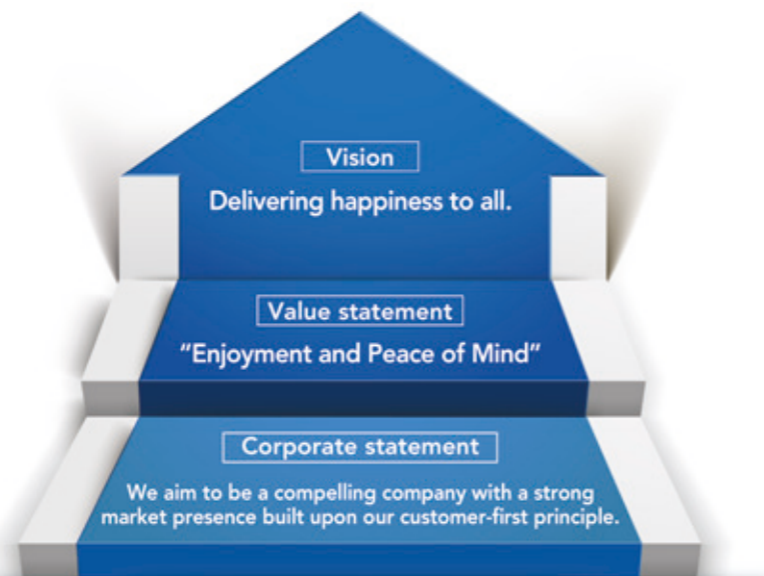 Vision
Delivering happiness to all.
Value statement
“Enjoyment and Peace of Mind”
Corporate statement
We aim to be a compelling company with a strong
market presence built upon our customer-first principle.